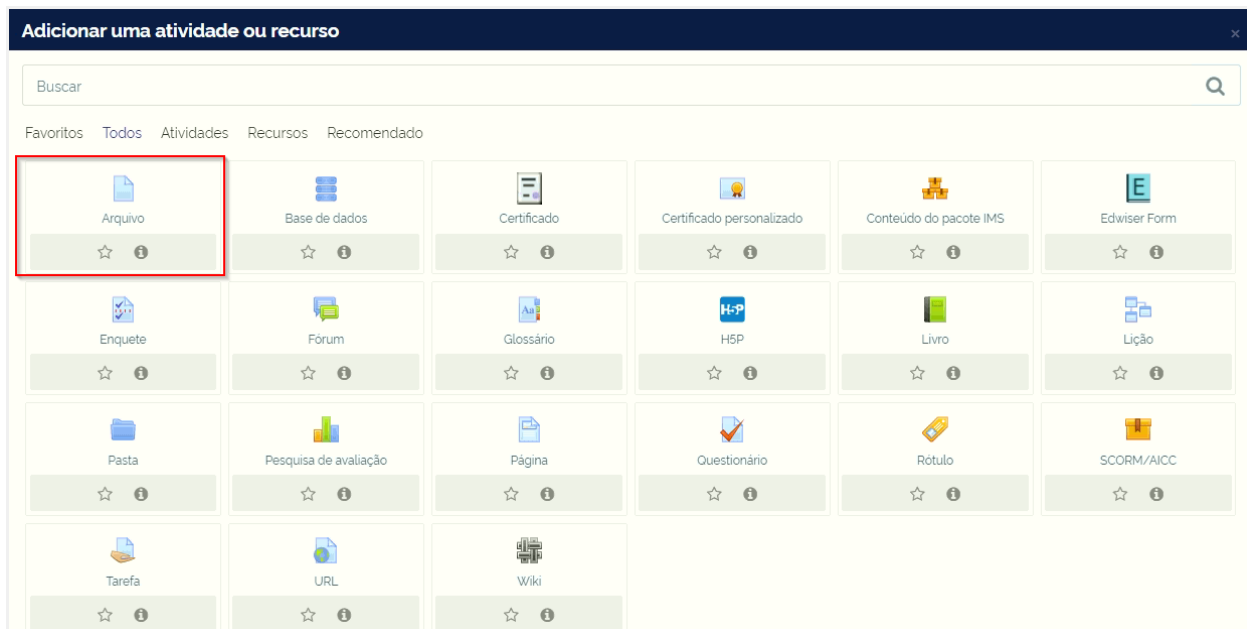 Adicionar uma atividade ou recurso
×
Buscar
Favoritos Todos Atividades Recursos Recomendado
Arquivo Base de dados Certificado Certificado personalizado Conteúdo do pacote IMS Edwiser Form
Enquete Fórum Glossário H5P Livro Lição
Pasta Pesquisa de avaliação Página Questionário Rótulo SCORM/AICC
Tarefa URL Wiki